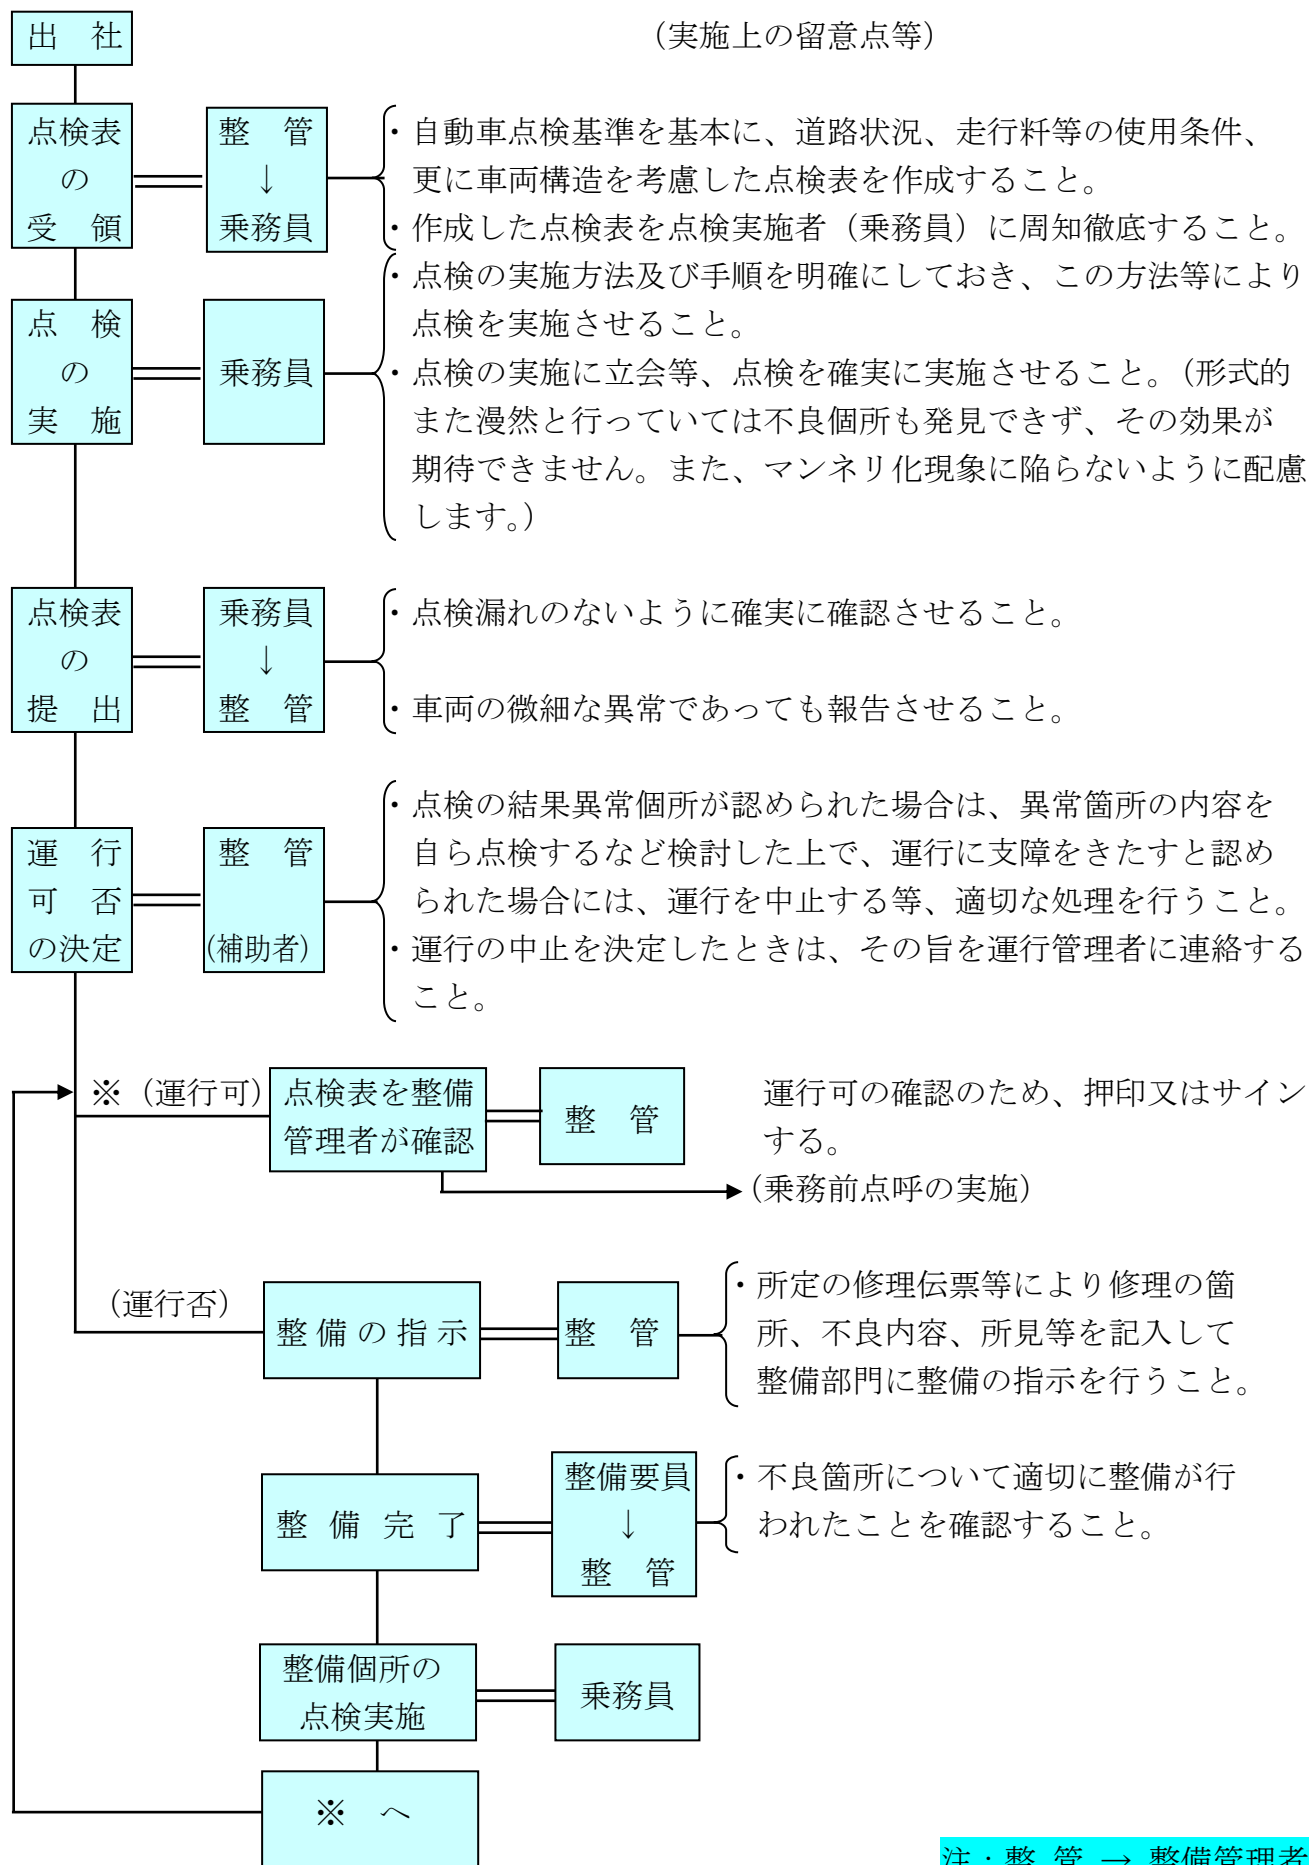 出　社
（実施上の留意点等）
点検表
の
受　領
整　管
↓
乗務員
・自動車点検基準を基本に、道路状況、走行粁等の使用条件、
更に車両構造を考慮した点検表を作成すること。
・作成した点検表を点検実施者（乗務員）に周知徹底すること。
点　検
の
実　施
乗務員
・点検の実施方法及び手順を明確にしておき、この方法等により
点検を実施させること。
・点検の実施に立会等、点検を確実に実施させること。（形式的
また漫然と行っていては不良個所も発見できず、その効果が
期待できません。また、マンネリ化現象に陥らないように配慮
します。）
点検表
の
提　出
乗務員
↓
整　管
・点検漏れのないように確実に確認させること。
・車両の微細な異常であっても報告させること。
運　行
可　否
の決定
整　管
(補助者)
・点検の結果異常個所が認められた場合は、異常箇所の内容を
自ら点検するなど検討した上で、運行に支障をきたすと認め
られた場合には、運行を中止する等、適切な処理を行うこと。
・運行の中止を決定したときは、その旨を運行管理者に連絡する
こと。
※（運行可）
点検表を整備
管理者が確認
整　管
運行可の確認のため、押印又はサイン
する。
（乗務前点呼の実施）
（運行否）
整備の指示
整　管
・所定の修理伝票等により修理の箇
所、不良内容、所見等を記入して
整備部門に整備の指示を行うこと。
整 備 完 了
整備要員
↓
整　管
・不良箇所について適切に整備が行
われたことを確認すること。
整備個所の
点検実施
乗務員
※　へ
注：整 管 → 整備管理者